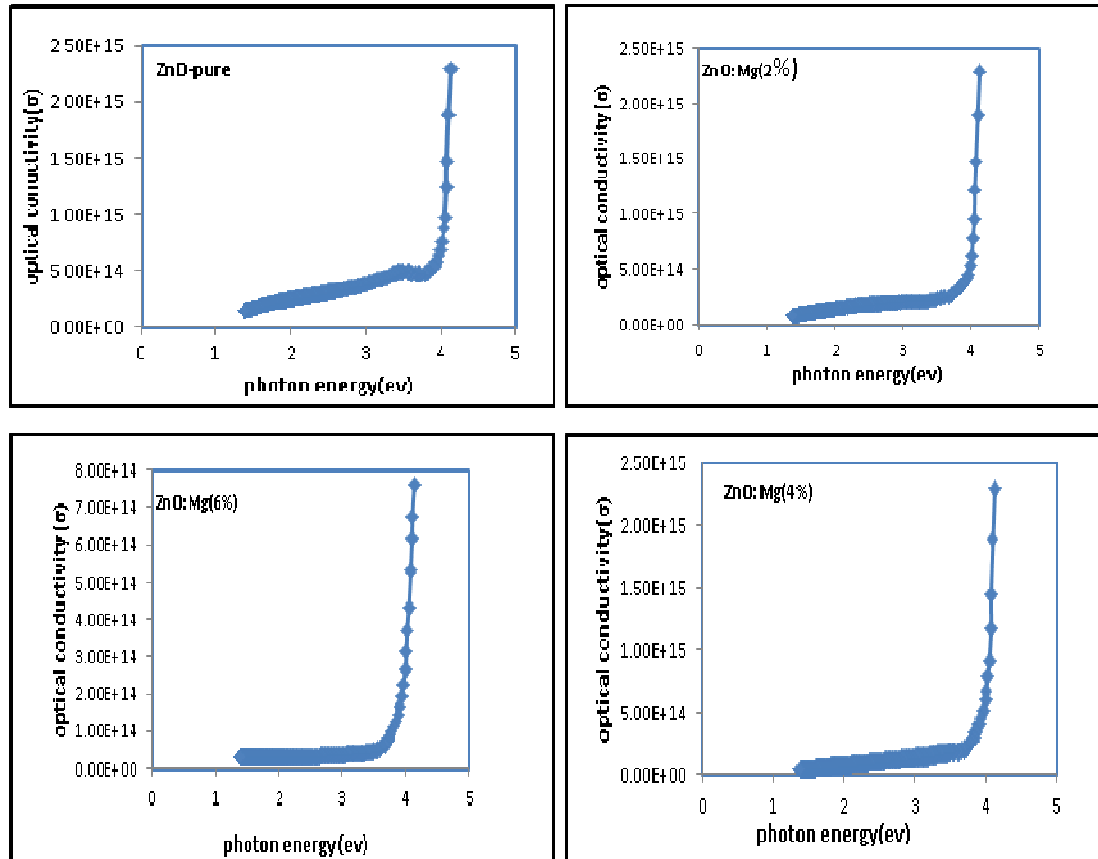 2.50E+15
2.00E+15
1.50E+15
1.00E+15
5.00E+14
0.00E+00
ZnO-pure
optical conductivity(σ)
0 1 2 3 4 5
photon energy(ev)
2.50E+15
2.00E+15
1.50E+15
1.00E+15
5.00E+14
0.00E+00
ZnO:Mg(2%)
optical conductivity(σ)
0 1 2 3 4 5
photon energy(ev)
8.00E+14
7.00E+14
6.00E+14
5.00E+14
4.00E+14
3.00E+14
2.00E+14
1.00E+14
0.00E+00
ZnO:Mg(6%)
optical conductivity(σ)
0 1 2 3 4 5
photon energy(ev)
2.50E+15
2.00E+15
1.50E+15
1.00E+15
5.00E+14
0.00E+00
ZnO:Mg(4%)
optical conductivity(σ)
0 1 2 3 4 5
photon energy(ev)